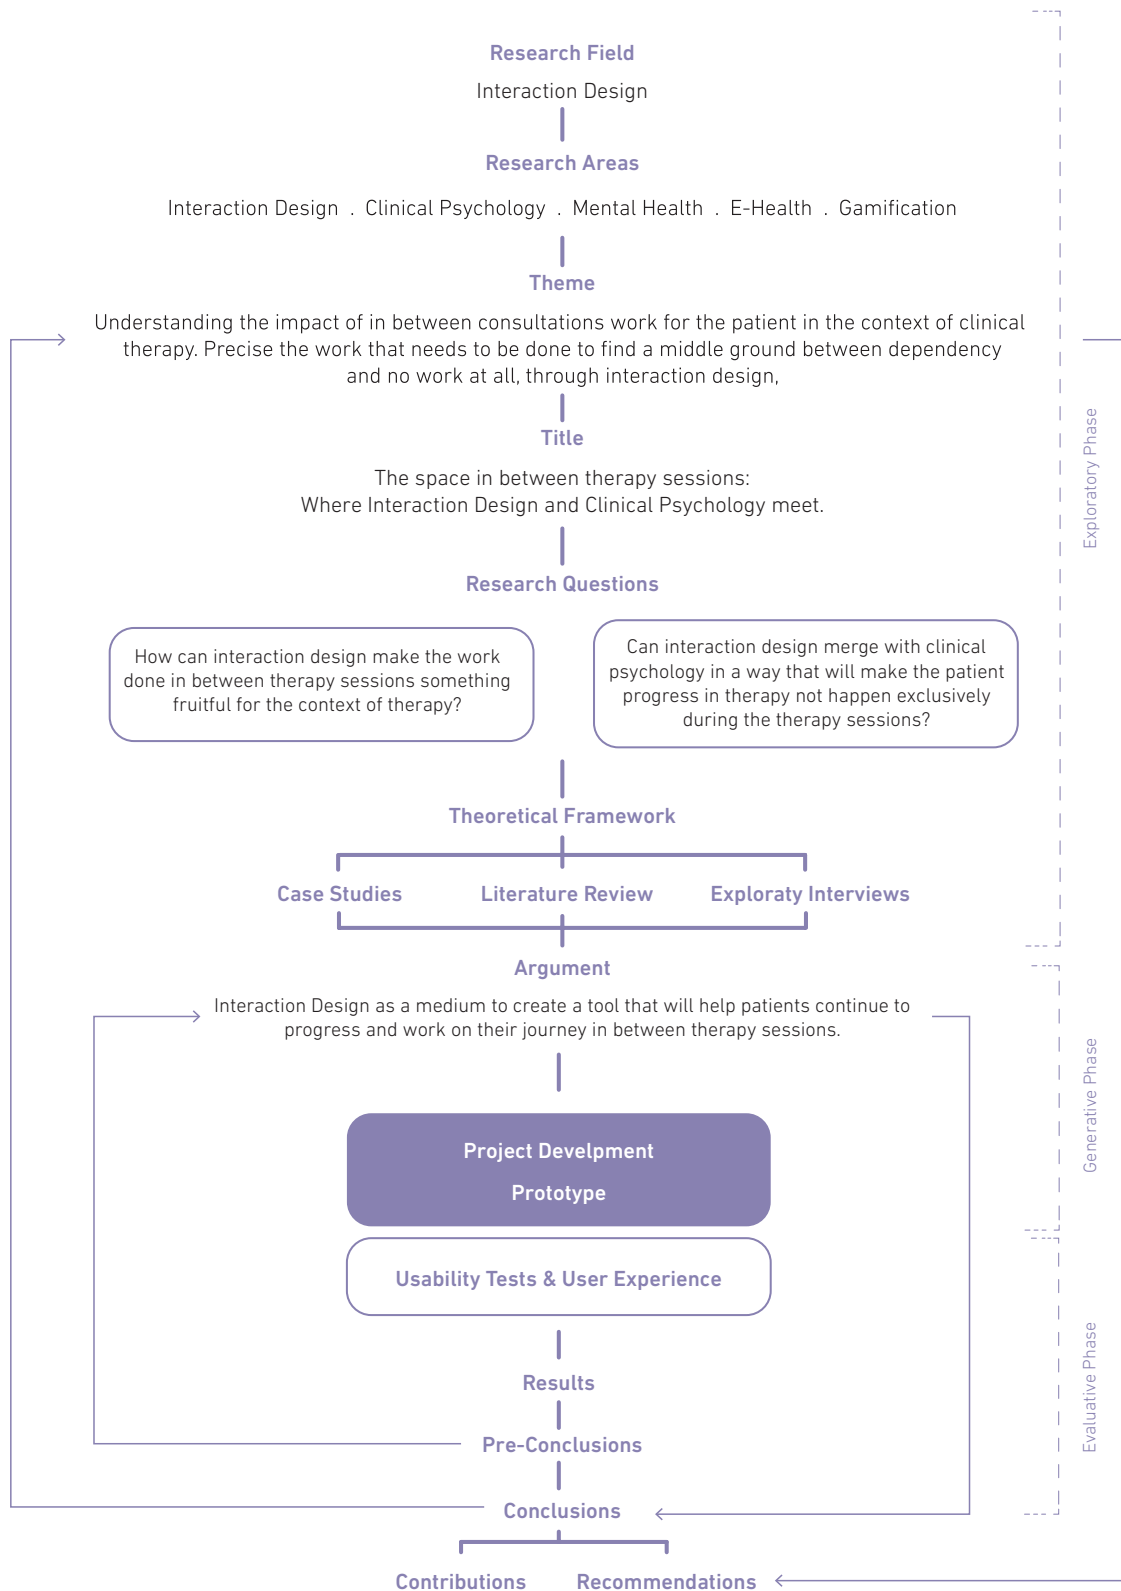 Research Field
Interaction Design
Research Areas
Interaction Design . Clinical Psychology . Mental Health . E-Health . Gamification
Theme
Understanding the impact of in between consultations work for the patient in the context of clinical
therapy. Precise the work that needs to be done to find a middle ground between dependency
and no work at all, through interaction design,
Title
The space in between therapy sessions:
Where Interaction Design and Clinical Psychology meet.
Research Questions
How can interaction design make the work
done in between therapy sessions something
fruitful for the context of therapy?
Can interaction design merge with clinical
psychology in a way that will make the patient
progress in therapy not happen exclusively
during the therapy sessions?
Theoretical Framework
Case Studies
Literature Review
Exploraty Interviews
Exploratory Phase
Argument
Interaction Design as a medium to create a tool that will help patients continue to
progress and work on their journey in between therapy sessions.
Project Develpment
Prototype
Generative Phase
Usability Tests & User Experience
Results
Pre-Conclusions
Conclusions
Evaluative Phase
Contributions
Recommendations